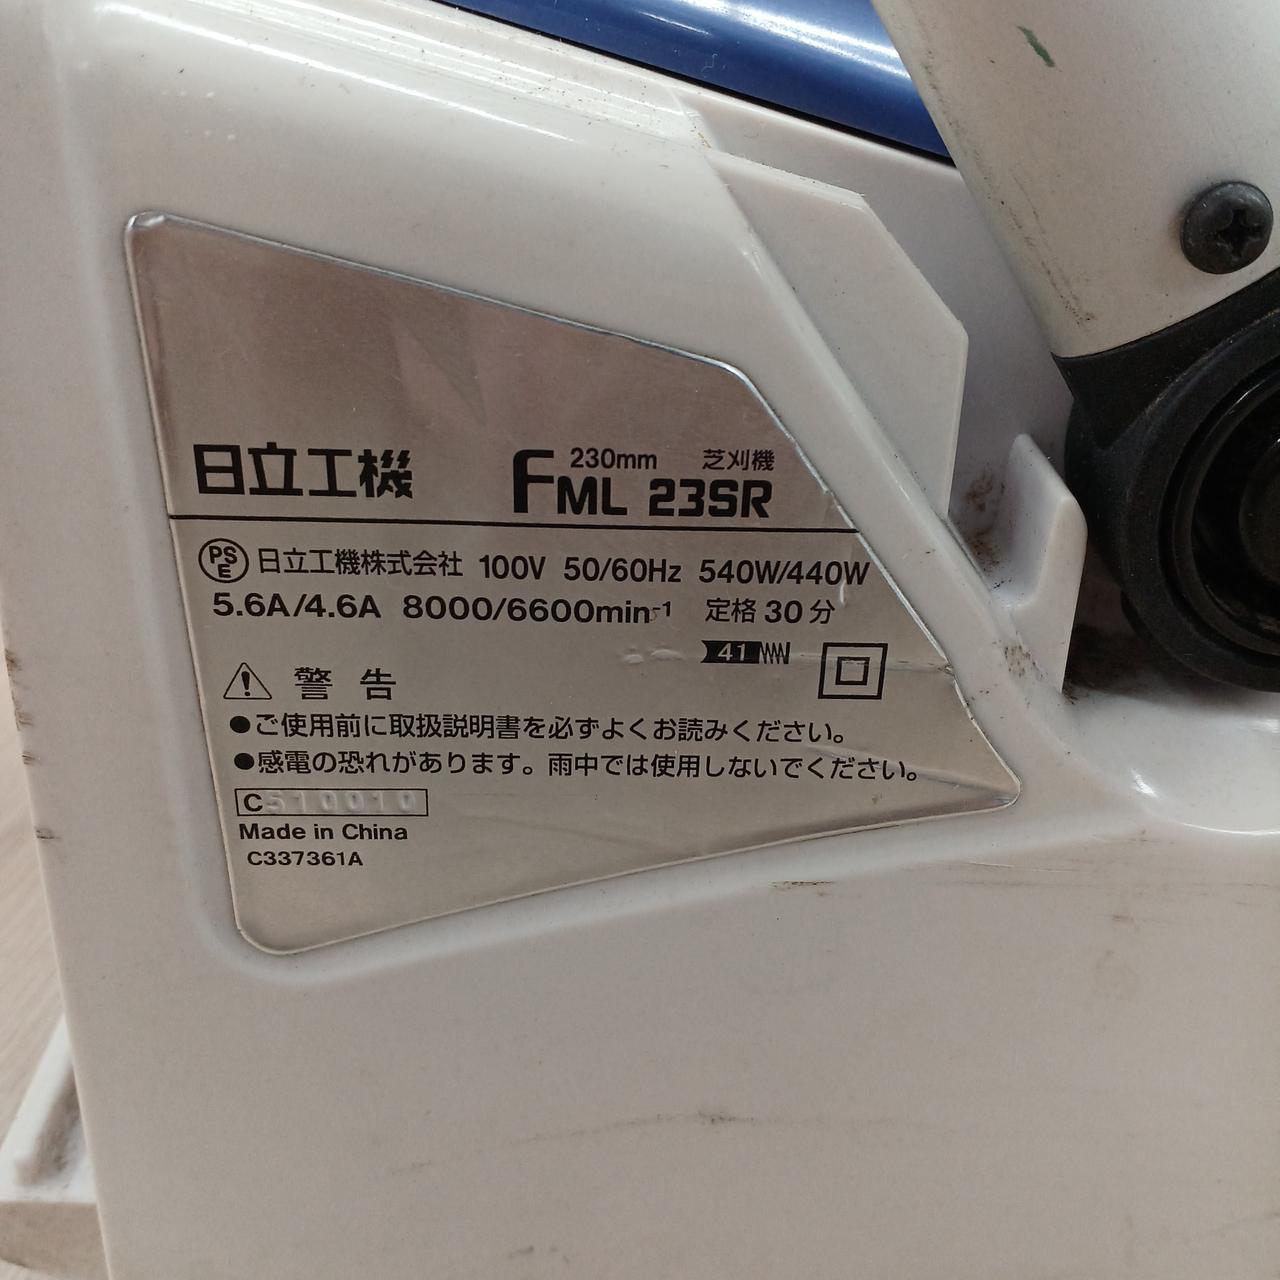 日立工機 FML 23SR 230mm 芝刈機
PSE 日立工機株式会社 100V 50/60Hz 540W/440W
5.6A/4.6A 8000/6600min⁻¹ 定格 30 分
41
警 告
●ご使用前に取扱説明書を必ずよくお読みください。
●感電の恐れがあります。雨中では使用しないでください。
C510010
Made in China
C337361A